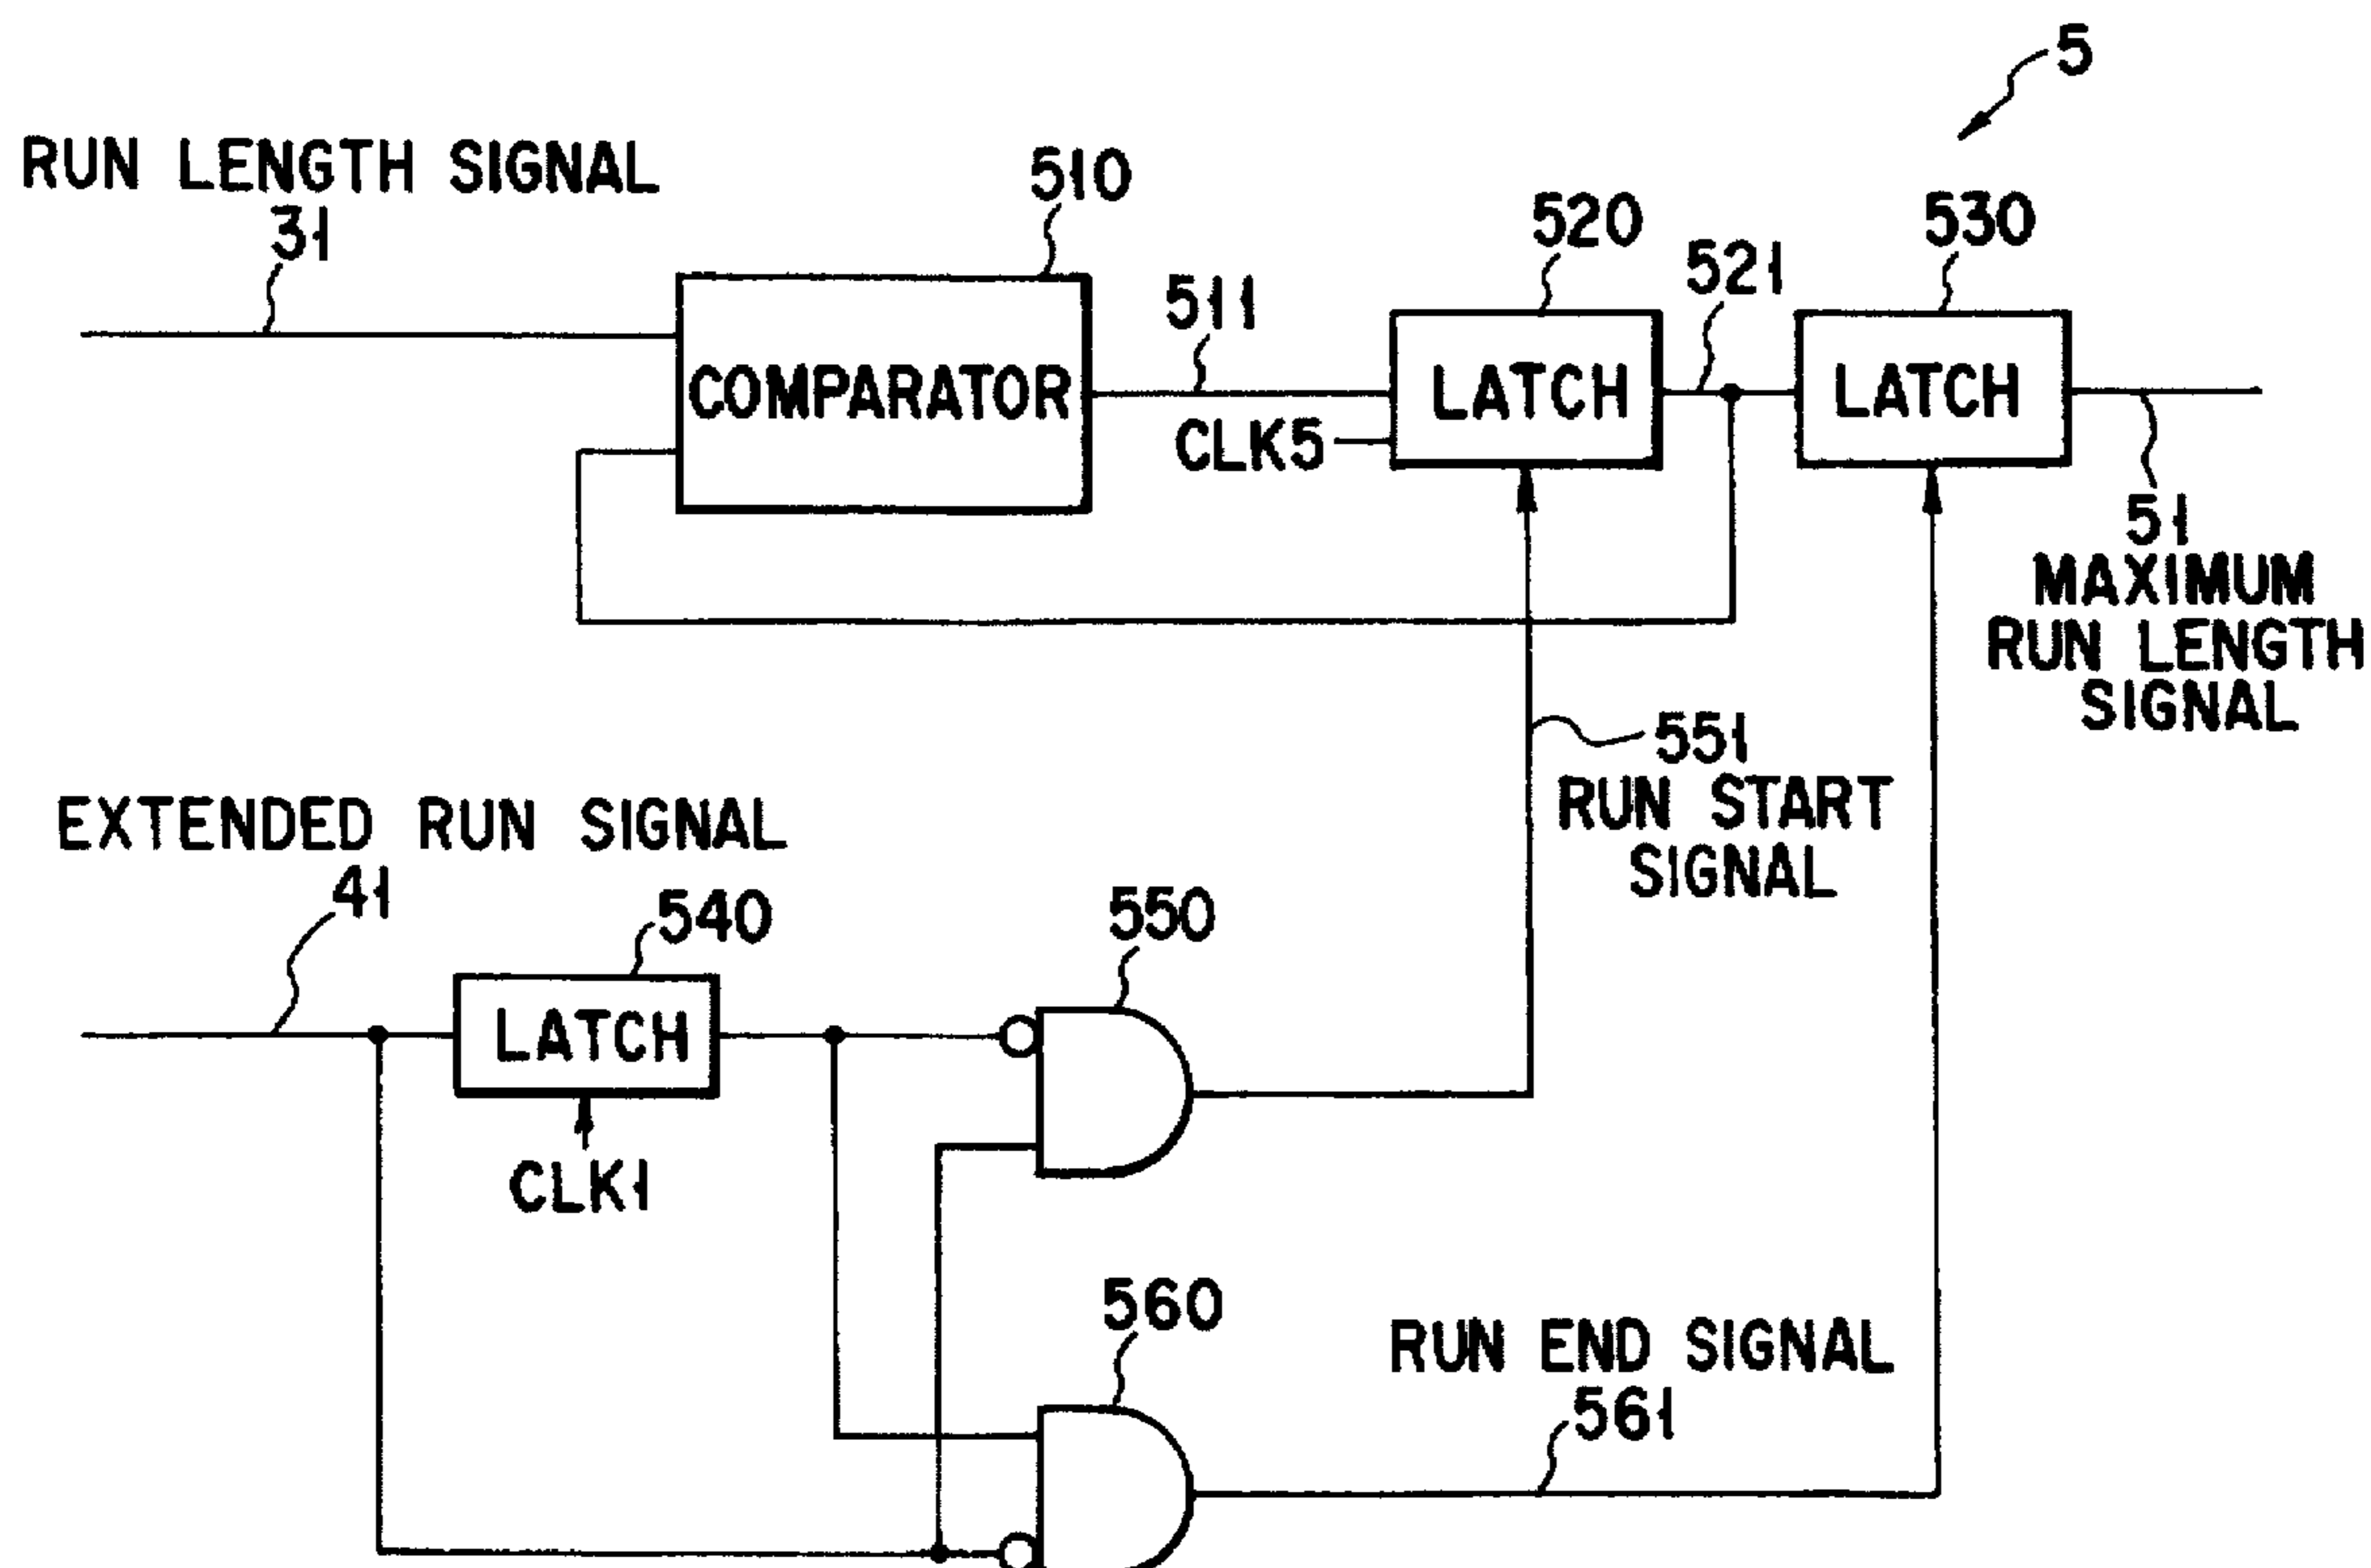 5
RUN LENGTH SIGNAL
31
510
520
521
530
511
COMPARATOR
LATCH
LATCH
CLK5
51
MAXIMUM
RUN LENGTH
SIGNAL
551
RUN START
SIGNAL
EXTENDED RUN SIGNAL
41
540
550
LATCH
CLK1
560
RUN END SIGNAL
561